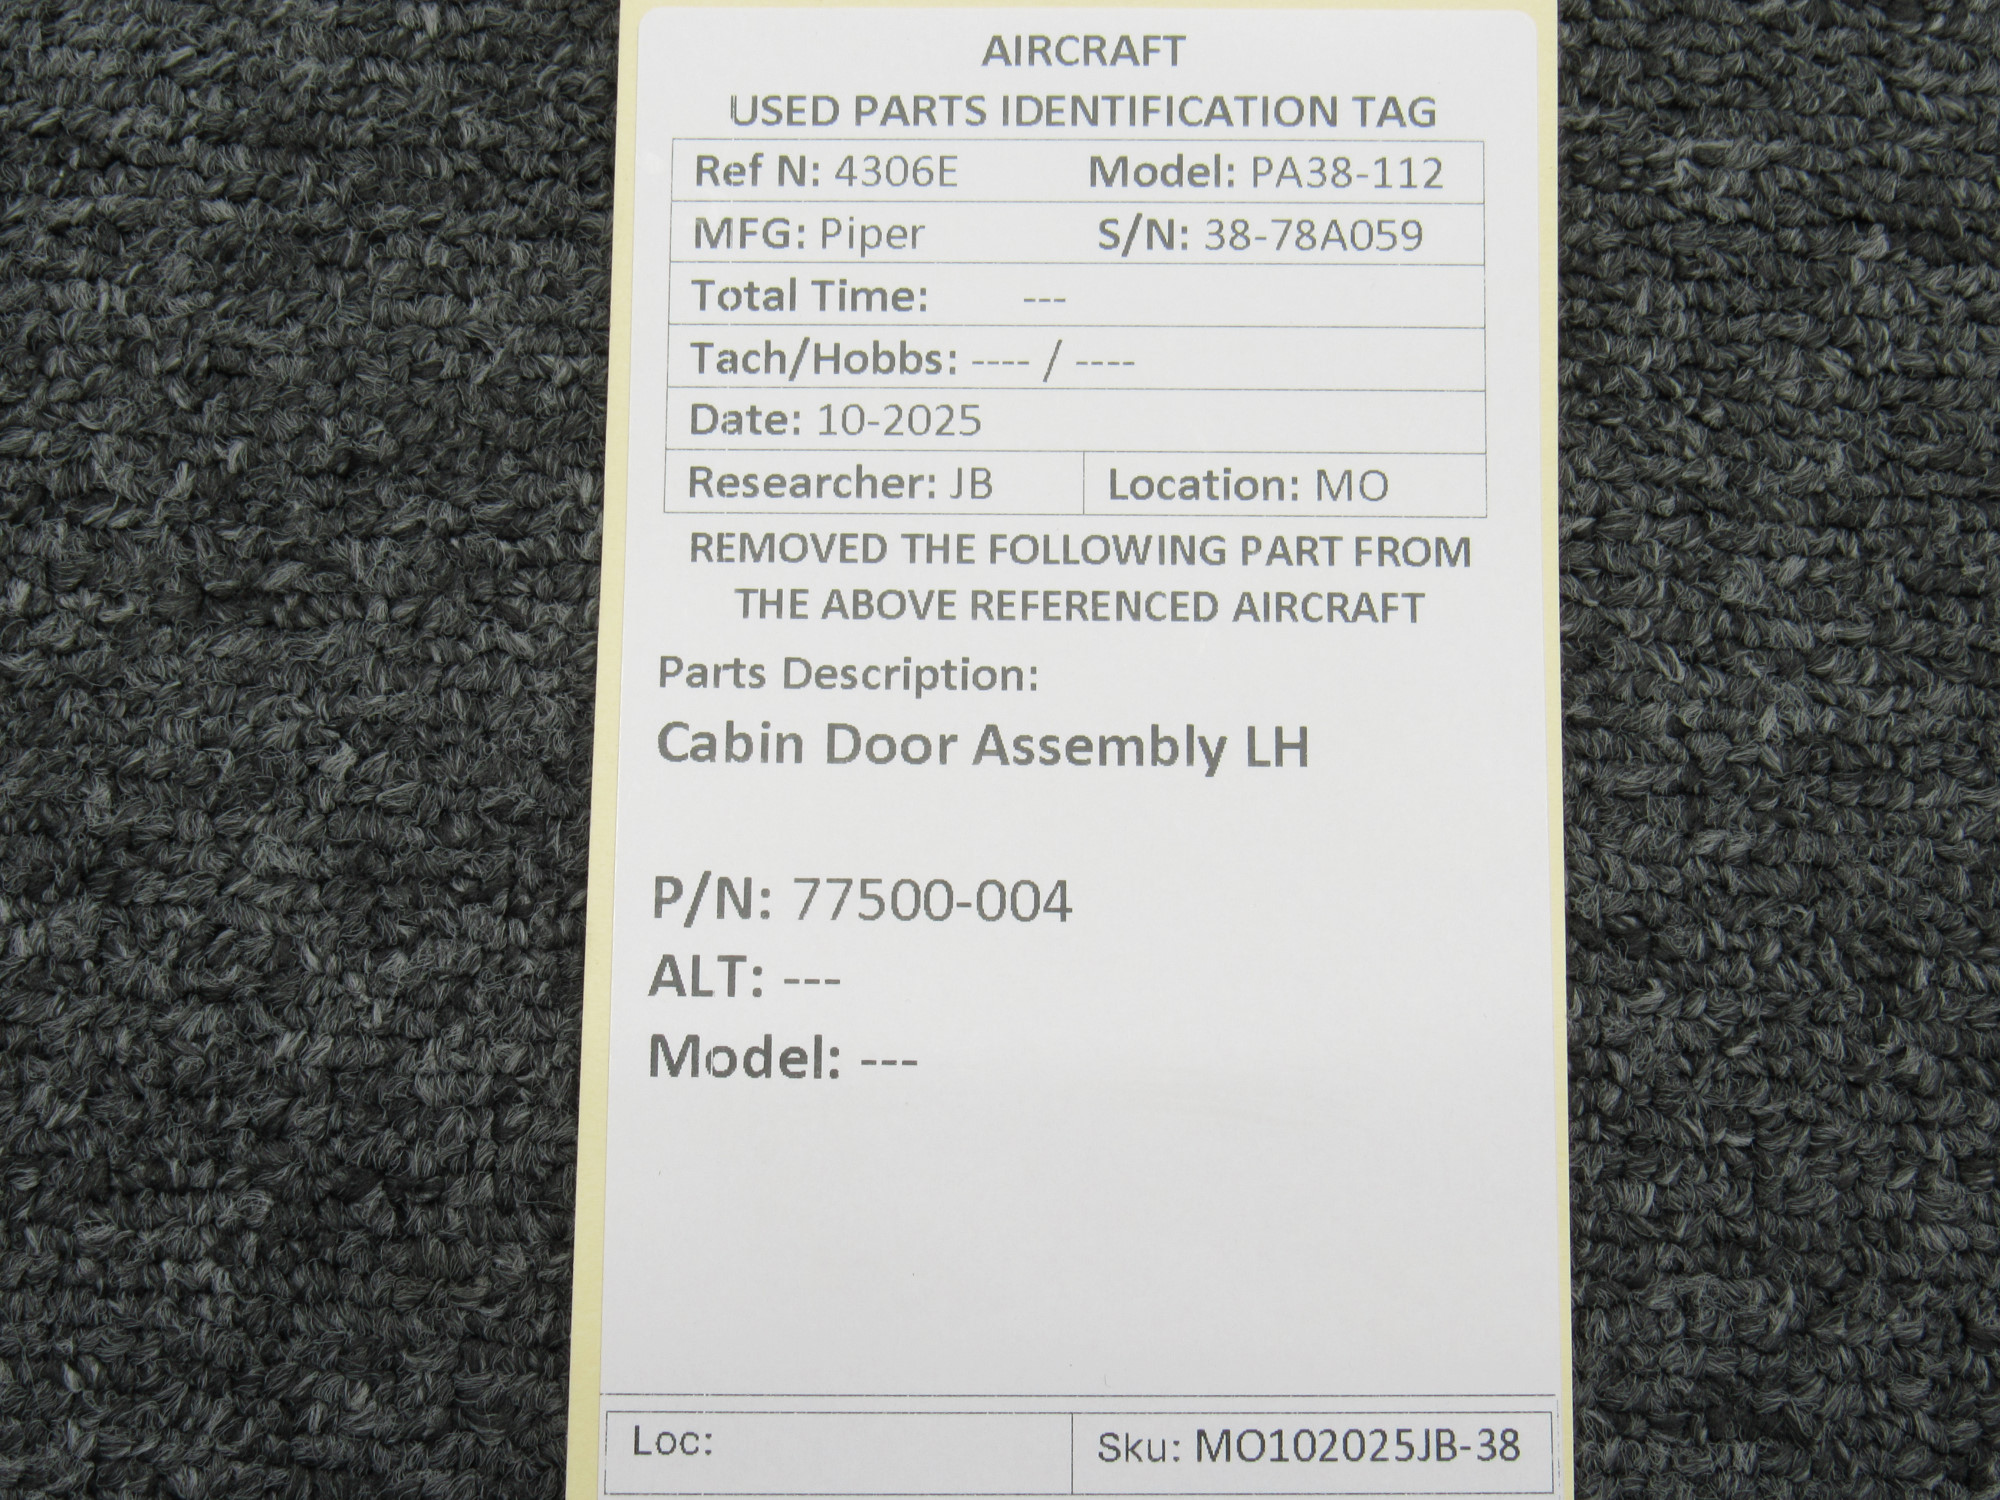 AIRCRAFT
USED PARTS IDENTIFICATION TAG
Ref N: 4306E Model: PA38-112
MFG: Piper S/N: 38-78A059
Total Time: ---
Tach/Hobbs: ---- / ----
Date: 10-2025
Researcher: JB Location: MO
REMOVED THE FOLLOWING PART FROM
THE ABOVE REFERENCED AIRCRAFT
Parts Description:
Cabin Door Assembly LH
P/N: 77500-004
ALT: ---
Model: ---
Loc: Sku: MO102025JB-38